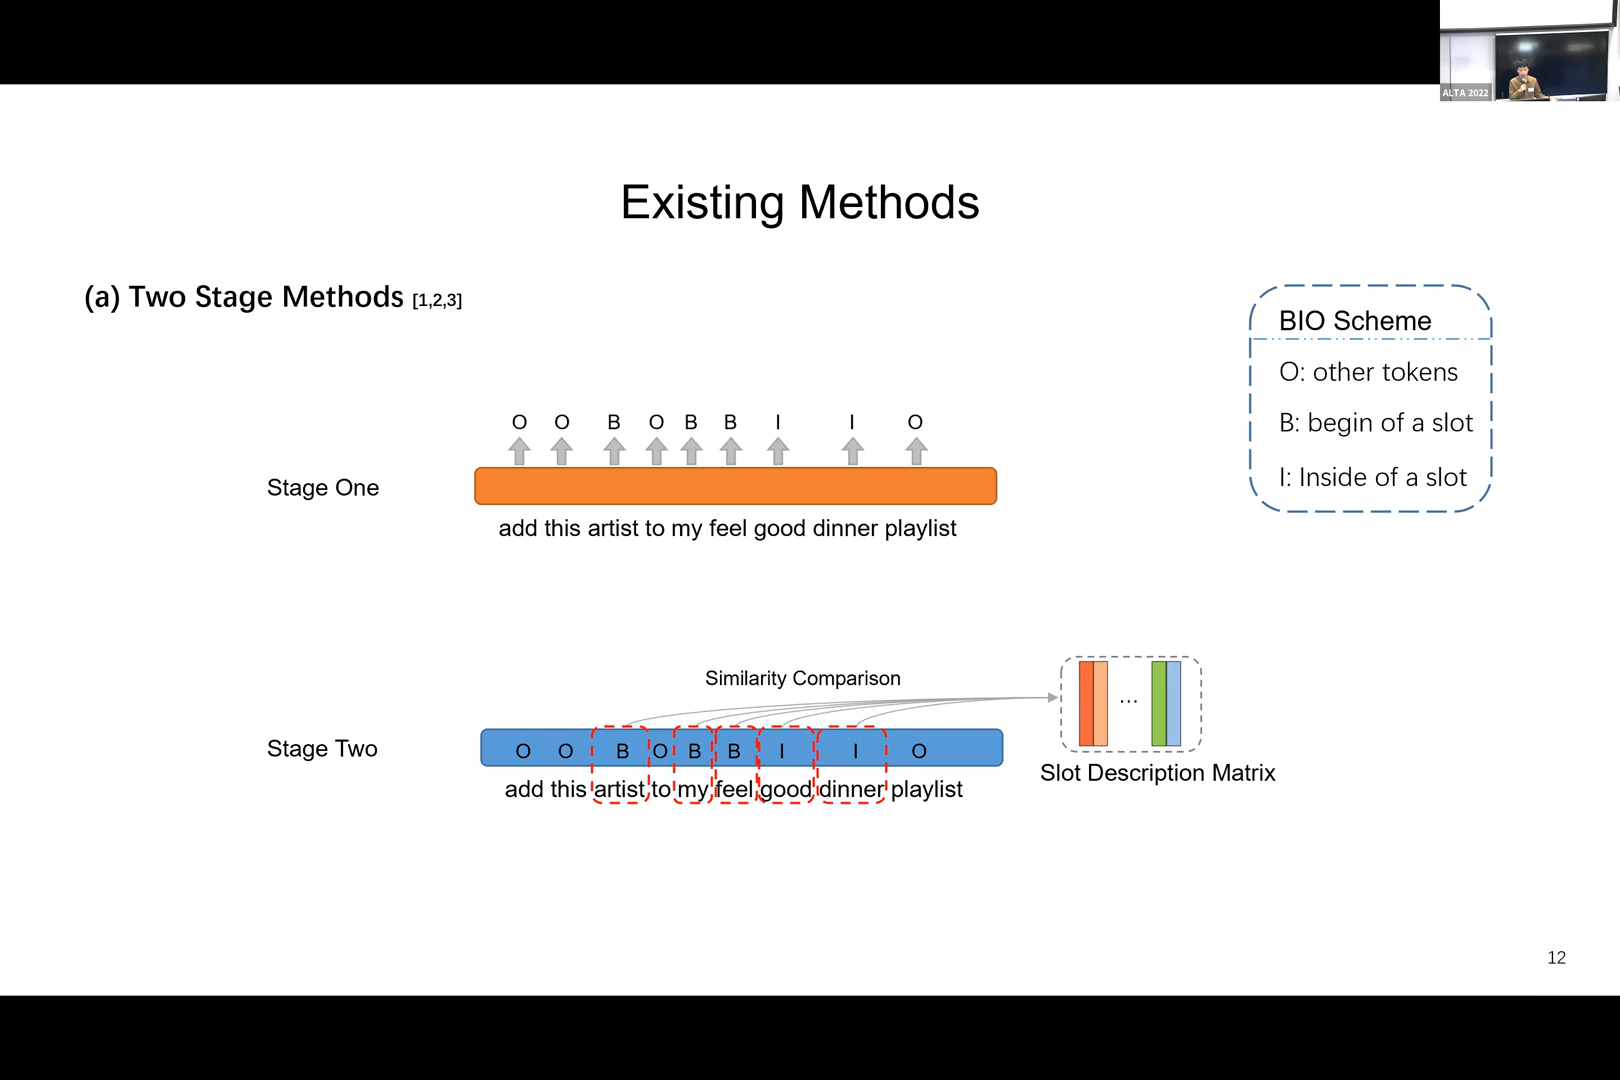 ALTA 2022
Existing Methods
(a) Two Stage Methods [1,2,3]
BIO Scheme
O: other tokens
B: begin of a slot
I: Inside of a slot
O O B O B B I I O
Stage One
add this artist to my feel good dinner playlist
Similarity Comparison
...
Stage Two
O O B O B B I I O
add this artist to my feel good dinner playlist
Slot Description Matrix
12